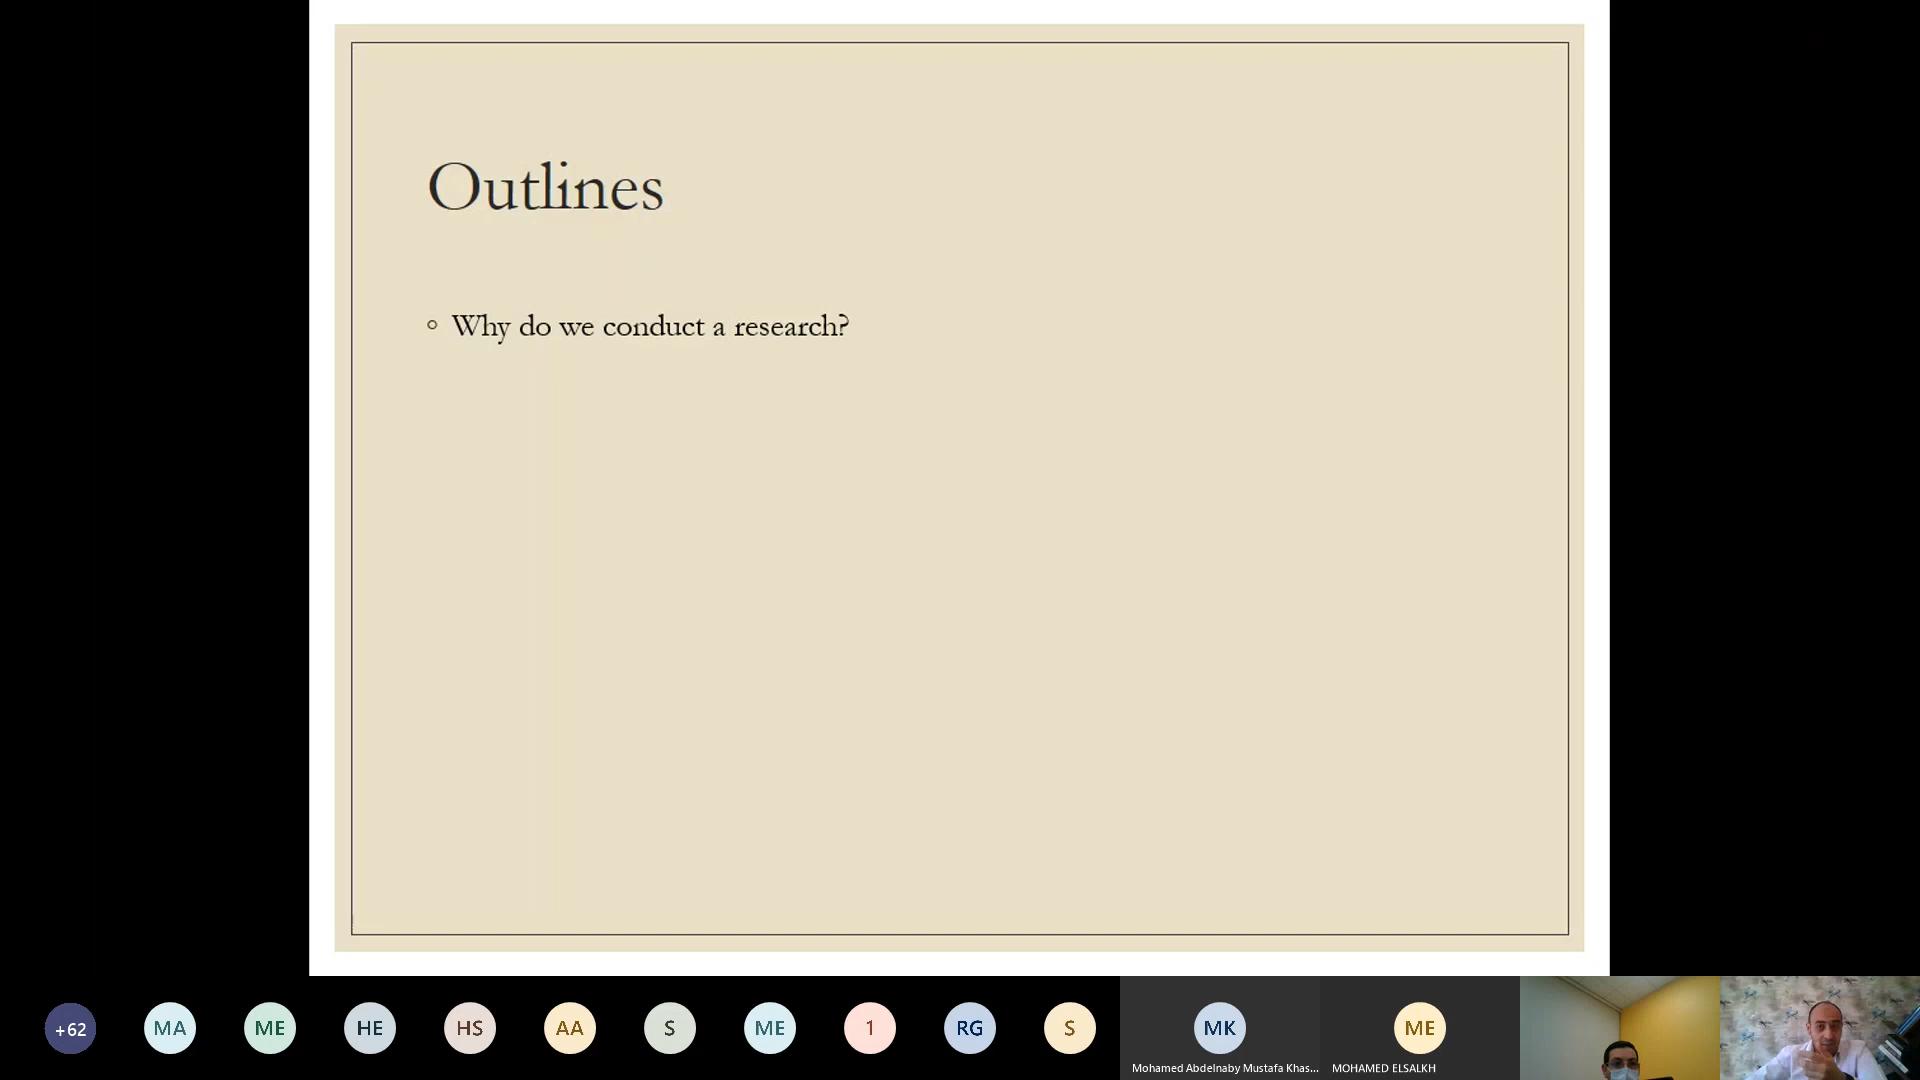 Outlines
Why do we conduct a research?
+62
MA
ME
HE
HS
AA
S
ME
1
RG
S
MK
ME
Mohamed Abdelnaby Mustafa Khas...
MOHAMED ELSALKH